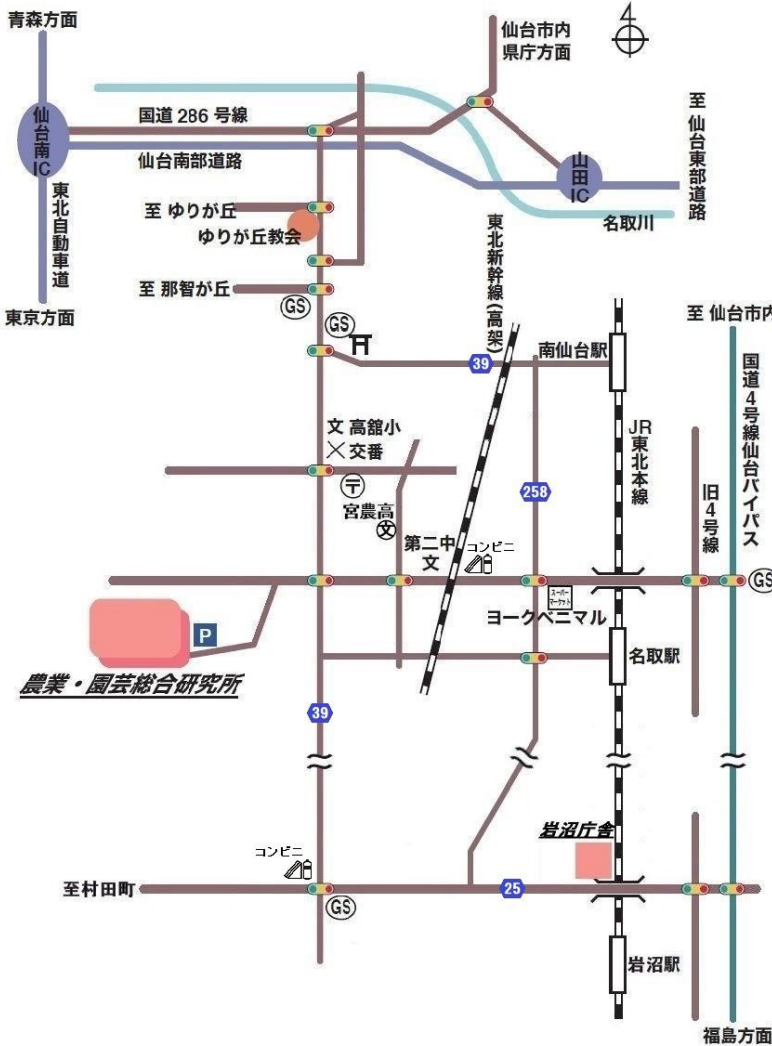 青森方面
仙台市内
県庁方面
4
仙台南IC
国道286号線
至 仙台東部道路
仙台南部道路
山田IC
東北自動車道
至 ゆりが丘
ゆりが丘教会
名取川
東北新幹線(高架)
至 那智が丘
GS
東京方面
GS
至 仙台市内
39
南仙台駅
国道4号線仙台バイパス
文 高舘小
交番
JR東北本線
〒
258
旧4号線
宮農高
文
第二中
文
コンビニ
GS
スーパー
マーケット
ヨークベニマル
P
名取駅
農業・園芸総合研究所
39
岩沼庁舎
コンビニ
至村田町
25
GS
岩沼駅
福島方面